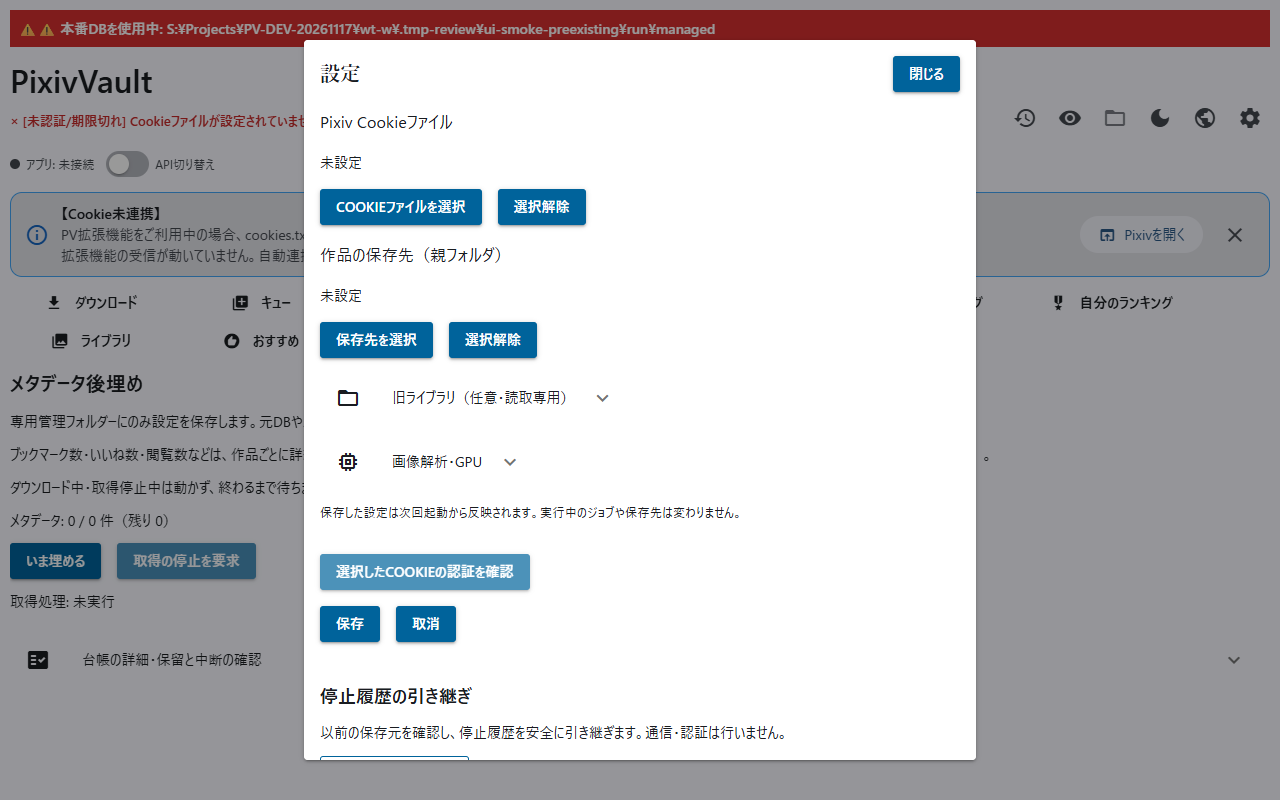 本番DBを使用中: S:¥Projects¥PV-DEV-20261117¥wt-w¥.tmp-review¥ui-smoke-preexisting¥run¥managed
PixivVault
× [未認証/期限切れ] Cookieファイルが設定されていませ
アプリ: 未接続 API切り替え
【Cookie未連携】
PV拡張機能をご利用中の場合、cookies.tx
拡張機能の受信が動いていません。自動連
Pixivを開く
ダウンロード キュー 自分のランキング
ライブラリ おすすめ
メタデータ後埋め
専用管理フォルダーにのみ設定を保存します。元DBや
ブックマーク数・いいね数・閲覧数などは、作品ごとに詳 。
ダウンロード中・取得停止中は動かず、終わるまで待ち
メタデータ: 0 / 0 件（残り 0）
いま埋める 取得の停止を要求
取得処理: 未実行
台帳の詳細・保留と中断の確認
設定 閉じる
Pixiv Cookieファイル
未設定
COOKIEファイルを選択 選択解除
作品の保存先（親フォルダ）
未設定
保存先を選択 選択解除
旧ライブラリ（任意・読取専用）
画像解析・GPU
保存した設定は次回起動から反映されます。実行中のジョブや保存先は変わりません。
選択したCOOKIEの認証を確認
保存 取消
停止履歴の引き継ぎ
以前の保存元を確認し、停止履歴を安全に引き継ぎます。通信・認証は行いません。